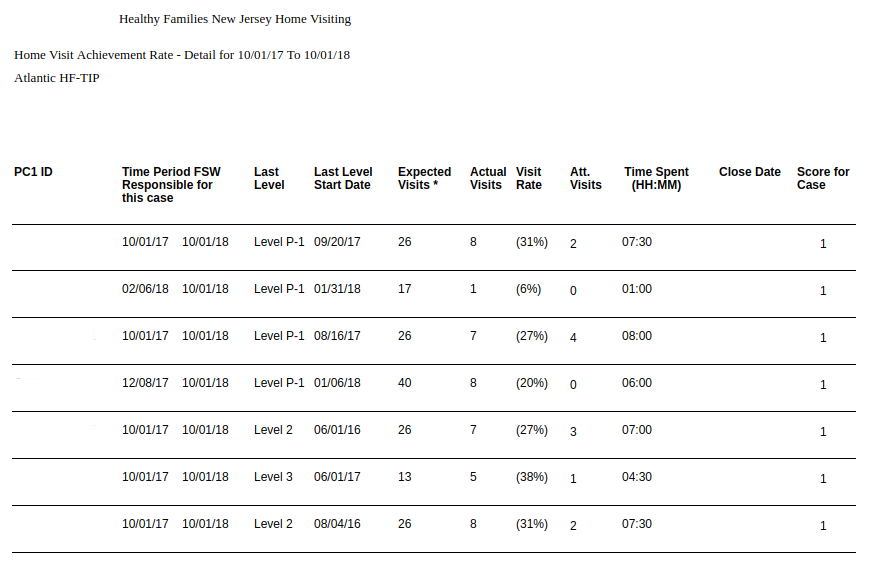 Healthy Families New Jersey Home Visiting
Home Visit Achievement Rate - Detail for 10/01/17 To 10/01/18
Atlantic HF-TIP
PC1 ID Time Period FSW Last Last Level Expected Actual Visit Att. Time Spent Close Date Score for
Responsible for Level Start Date Visits * Visits Rate Visits (HH:MM) Case
this case
10/01/17 10/01/18 Level P-1 09/20/17 26 8 (31%) 2 07:30 1
02/06/18 10/01/18 Level P-1 01/31/18 17 1 (6%) 0 01:00 1
10/01/17 10/01/18 Level P-1 08/16/17 26 7 (27%) 4 08:00 1
12/08/17 10/01/18 Level P-1 01/06/18 40 8 (20%) 0 06:00 1
10/01/17 10/01/18 Level 2 06/01/16 26 7 (27%) 3 07:00 1
10/01/17 10/01/18 Level 3 06/01/17 13 5 (38%) 1 04:30 1
10/01/17 10/01/18 Level 2 08/04/16 26 8 (31%) 2 07:30 1